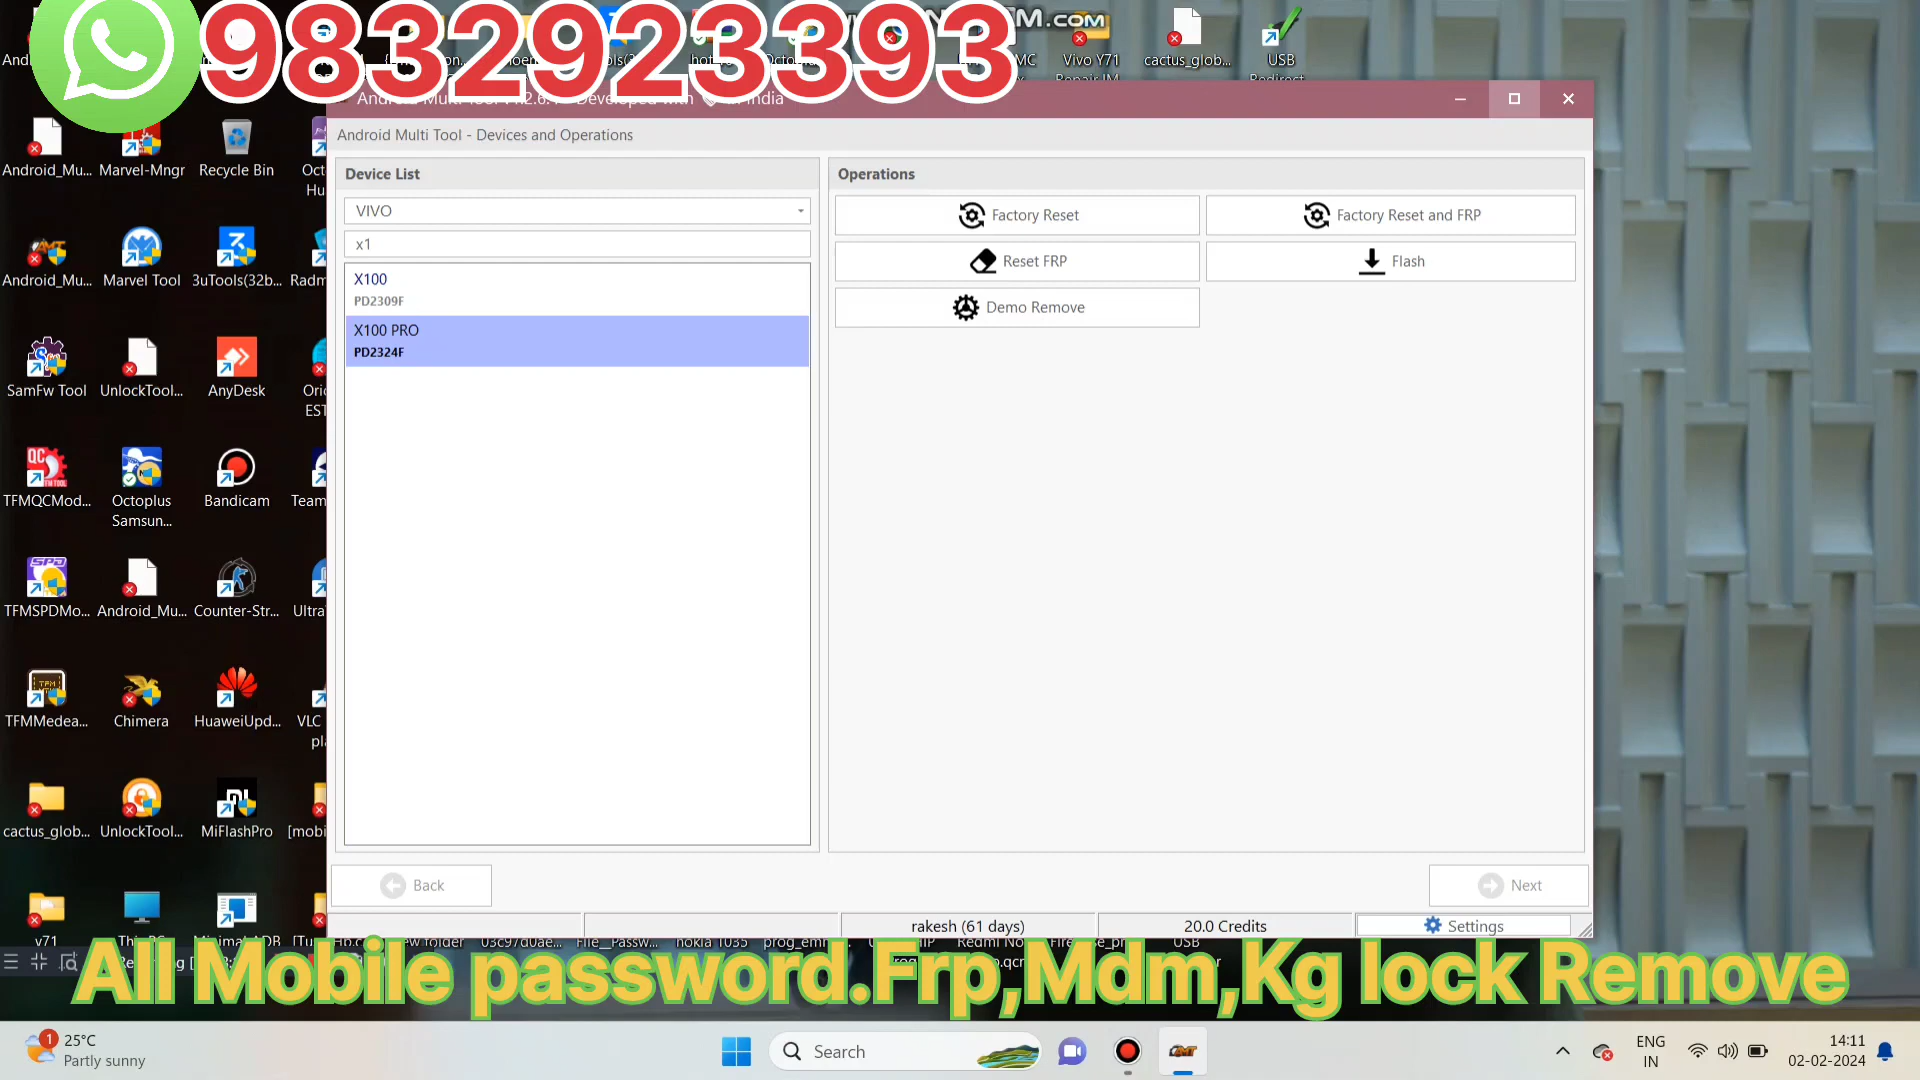 9832923393
Vivo Y71
cactus_glob...
USB
Redirect
Android Multi Tool - Devices and Operations
Device List
VIVO
x1
X100
PD2309F
X100 PRO
PD2324F
Operations
Factory Reset
Factory Reset and FRP
Reset FRP
Flash
Demo Remove
Back
Next
rakesh (61 days)
20.0 Credits
Settings
Android_Mu...
Marvel-Mngr
Recycle Bin
Android_Mu...
Marvel Tool
3uTools(32b...
SamFw Tool
UnlockTool...
AnyDesk
TFMQCMod...
Octoplus
Samsun...
Bandicam
TFMSPDMo...
Android_Mu...
Counter-Str...
TFMMedea...
Chimera
HuaweiUpd...
VLC
cactus_glob...
UnlockTool...
MiFlashPro
v71
All Mobile password.Frp,Mdm,Kg lock Remove
1
25°C
Partly sunny
Search
ENG
IN
14:11
02-02-2024